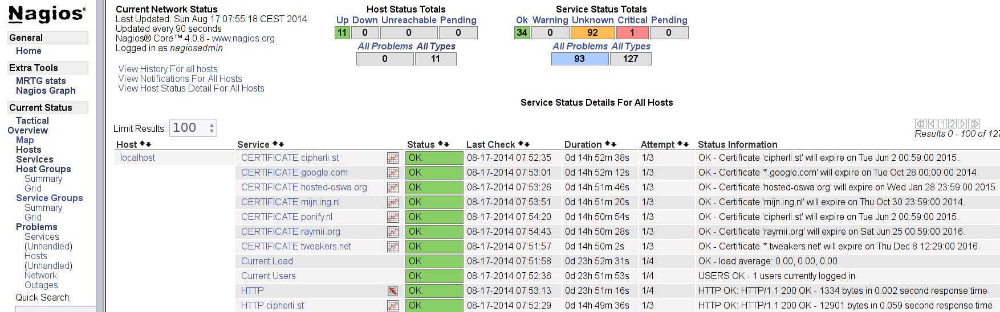 Nagios®
General
Home
Extra Tools
MRTG stats
Nagios Graph
Current Status
Tactical
Overview
Map
Hosts
Services
Host Groups
Summary
Grid
Service Groups
Summary
Grid
Problems
Services
(Unhandled)
Hosts
(Unhandled)
Network
Outages
Quick Search:
Current Network Status
Last Updated: Sun Aug 17 07:55:18 CEST 2014
Updated every 90 seconds
Nagios® Core™ 4.0.8 - www.nagios.org
Logged in as nagiosadmin
View History For all hosts
View Notifications For All Hosts
View Host Status Detail For All Hosts
Host Status Totals
Up Down Unreachable Pending
11 0 0 0
All Problems All Types
0 11
Service Status Totals
Ok Warning Unknown Critical Pending
34 0 92 1 0
All Problems All Types
93 127
Service Status Details For All Hosts
Limit Results: 100
1 2
Results 0 - 100 of 127
Host Service Status Last Check Duration Attempt Status Information
localhost CERTIFICATE cipherli.st OK 08-17-2014 07:52:35 0d 14h 52m 38s 1/3 OK - Certificate 'cipherli.st' will expire on Tue Jun 2 00:59:00 2015.
CERTIFICATE google.com OK 08-17-2014 07:53:01 0d 14h 52m 12s 1/3 OK - Certificate '*.google.com' will expire on Tue Oct 28 00:00:00 2014.
CERTIFICATE hosted-oswa.org OK 08-17-2014 07:53:26 0d 14h 51m 46s 1/3 OK - Certificate 'hosted-oswa.org' will expire on Wed Jan 28 23:59:00 2015.
CERTIFICATE mijn.ing.nl OK 08-17-2014 07:53:51 0d 14h 51m 20s 1/3 OK - Certificate 'mijn.ing.nl' will expire on Thu Oct 30 23:59:00 2014.
CERTIFICATE ponify.nl OK 08-17-2014 07:54:20 0d 14h 50m 54s 1/3 OK - Certificate 'cipherli.st' will expire on Tue Jun 2 00:59:00 2015.
CERTIFICATE raymii.org OK 08-17-2014 07:54:43 0d 14h 50m 28s 1/3 OK - Certificate 'raymii.org' will expire on Sat Jun 25 00:59:00 2016.
CERTIFICATE tweakers.net OK 08-17-2014 07:51:57 0d 14h 50m 2s 1/3 OK - Certificate '*.tweakers.net' will expire on Thu Dec 8 12:29:00 2016.
Current Load OK 08-17-2014 07:51:58 0d 23h 52m 31s 1/4 OK - load average: 0.00, 0.00, 0.00
Current Users OK 08-17-2014 07:52:36 0d 23h 51m 53s 1/4 USERS OK - 1 users currently logged in
HTTP OK 08-17-2014 07:53:13 0d 23h 51m 16s 1/4 HTTP OK: HTTP/1.1 200 OK - 1334 bytes in 0.002 second response time
HTTP cipherli.st OK 08-17-2014 07:52:29 0d 14h 49m 36s 1/3 HTTP OK: HTTP/1.1 200 OK - 12901 bytes in 0.059 second response time